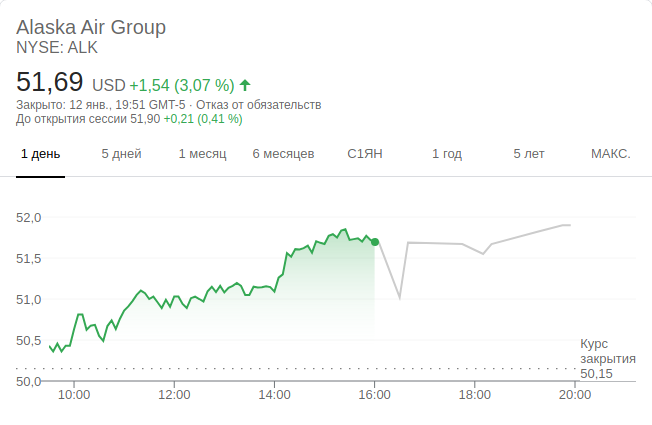 Alaska Air Group
NYSE: ALK
51,69 USD +1,54 (3,07 %) ↑
Закрыто: 12 янв., 19:51 GMT-5 · Отказ от обязательств
До открытия сессии 51,90 +0,21 (0,41 %)
1 день 5 дней 1 месяц 6 месяцев С1ЯН 1 год 5 лет МАКС.
52,0
51,5
51,0
50,5
50,0
Курс
закрытия
50,15
10:00 12:00 14:00 16:00 18:00 20:00